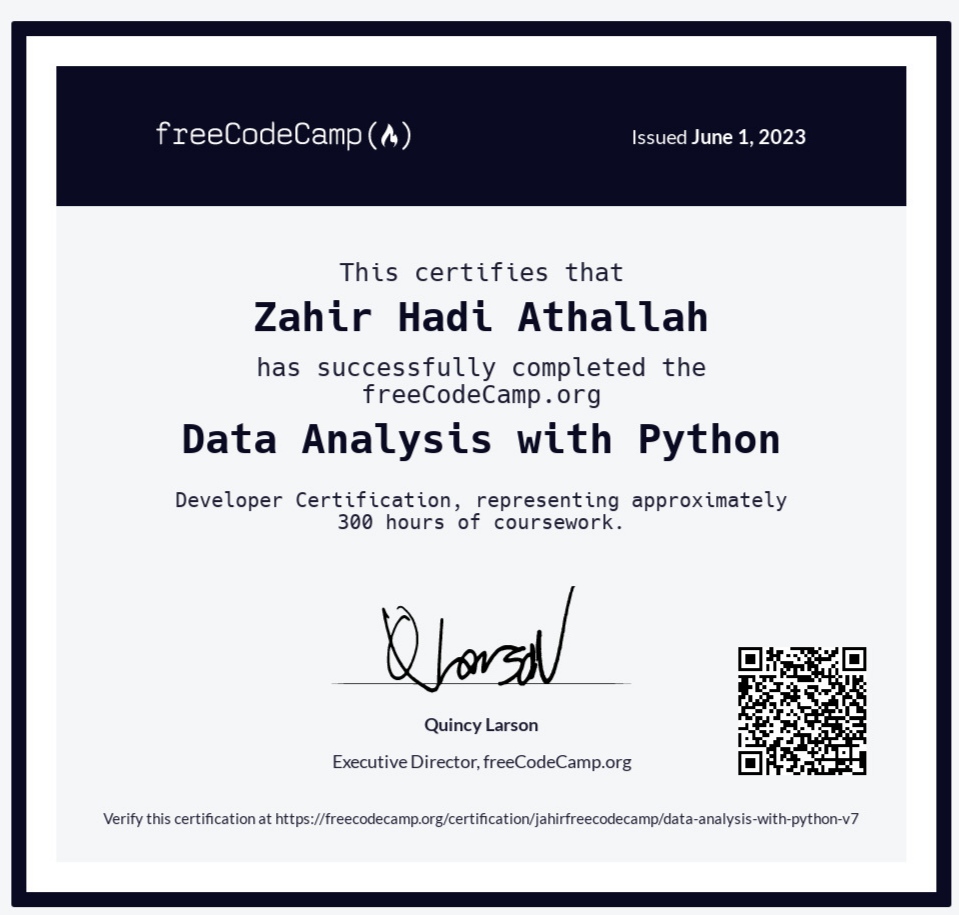 freeCodeCamp(🔥)
Issued June 1, 2023
This certifies that
Zahir Hadi Athallah
has successfully completed the
freeCodeCamp.org
Data Analysis with Python
Developer Certification, representing approximately
300 hours of coursework.
Q Larson
Quincy Larson
Executive Director, freeCodeCamp.org
Verify this certification at https://freecodecamp.org/certification/jahirfreecodecamp/data-analysis-with-python-v7